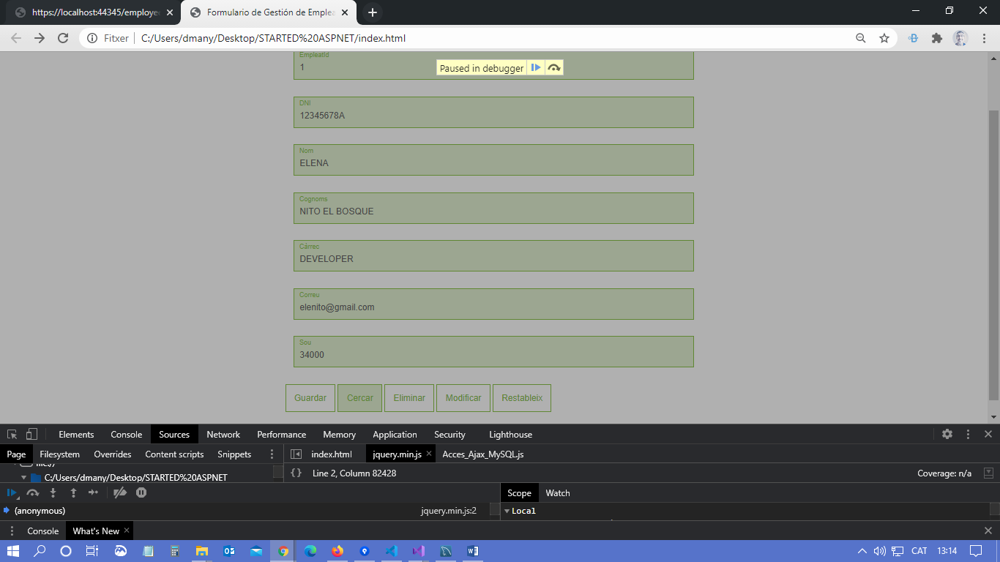 https://localhost:44345/employee
Formulario de Gestión de Emplea
Fitxer
C:/Users/dmany/Desktop/STARTED%20ASPNET/index.html
EmpleatId
1
Paused in debugger
DNI
12345678A
Nom
ELENA
Cognoms
NITO EL BOSQUE
Càrrec
DEVELOPER
Correu
elenito@gmail.com
Sou
34000
Guardar Cercar Eliminar Modificar Restableix
Elements Console Sources Network Performance Memory Application Security Lighthouse
Page Filesystem Overrides Content scripts Snippets
index.html jquery.min.js Acces_Ajax_MySQL.js
file://
C:/Users/dmany/Desktop/STARTED%20ASPNET
{} Line 2, Column 82428
Coverage: n/a
Scope Watch
(anonymous) jquery.min.js:2
Local
Console What's New
CAT 13:14